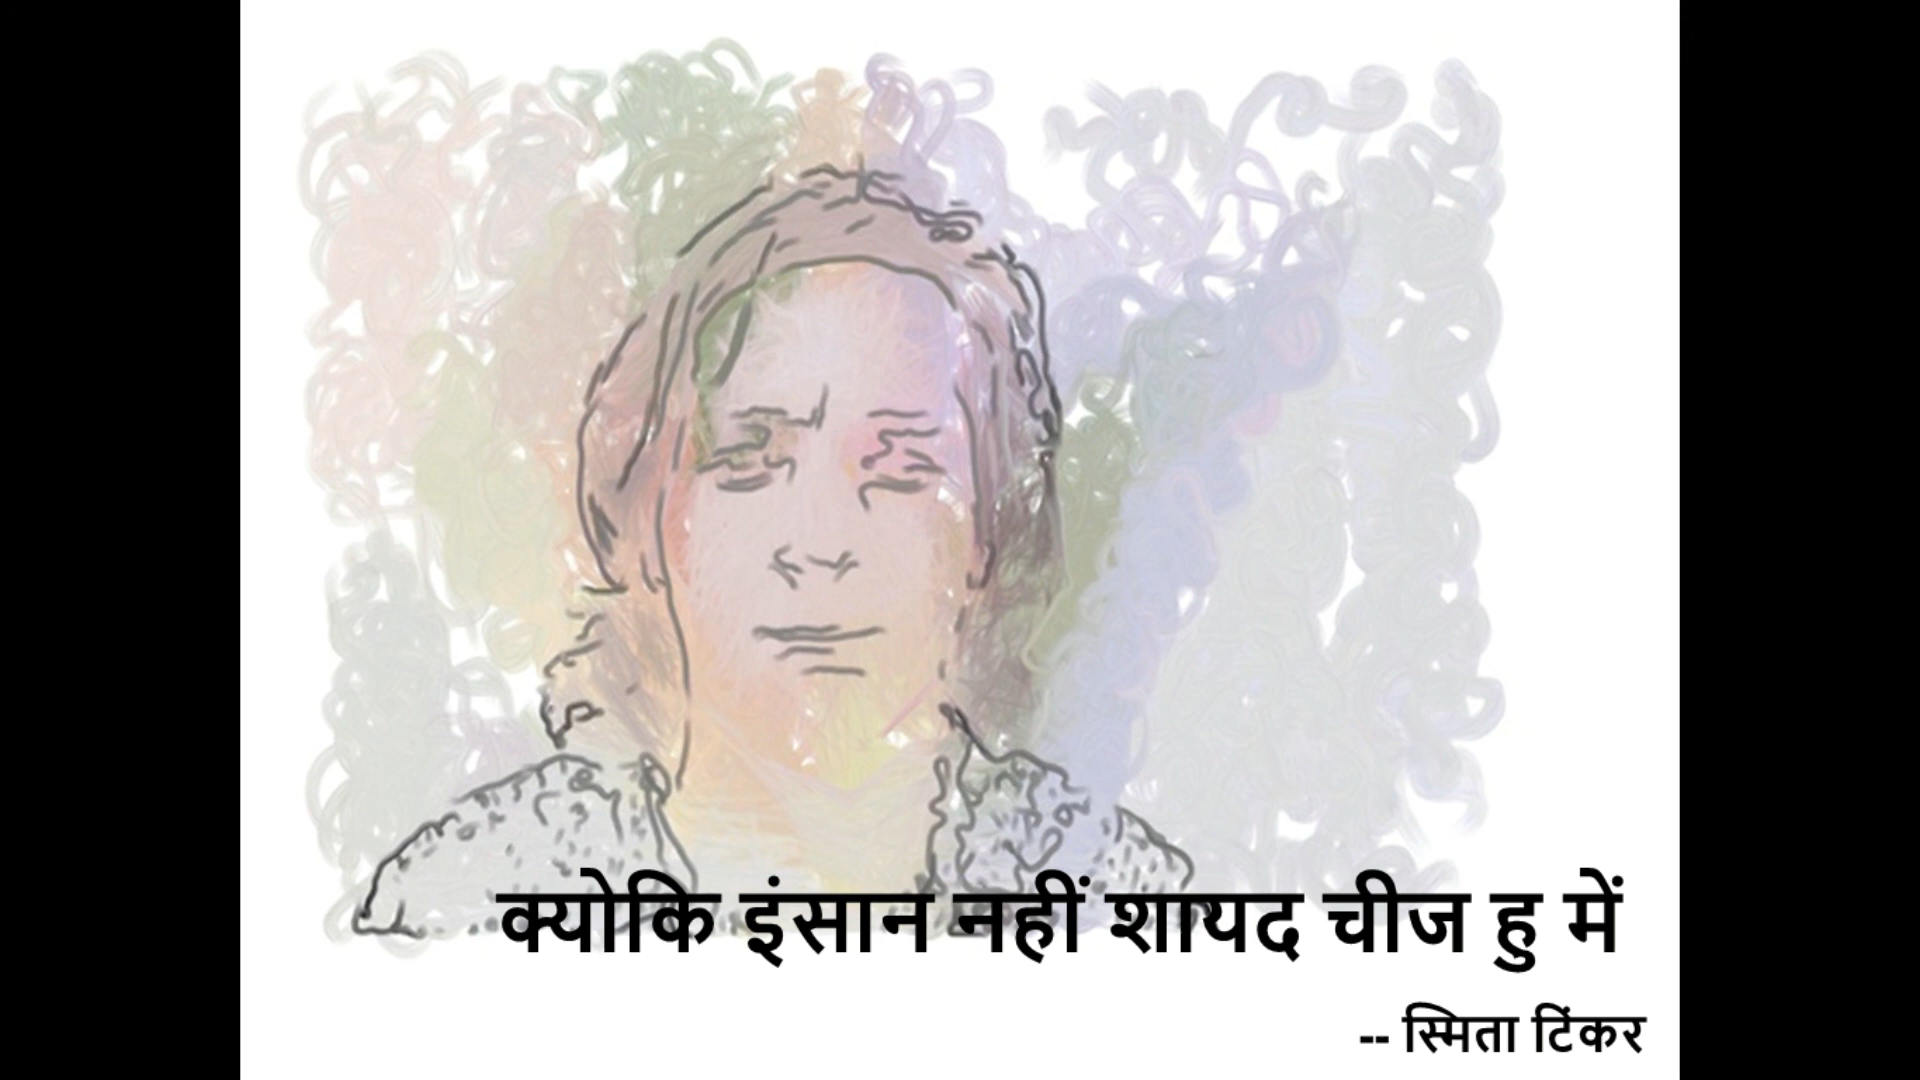 क्योकि इंसान नहीं शायद चीज हु में
-- स्मिता टिंकर